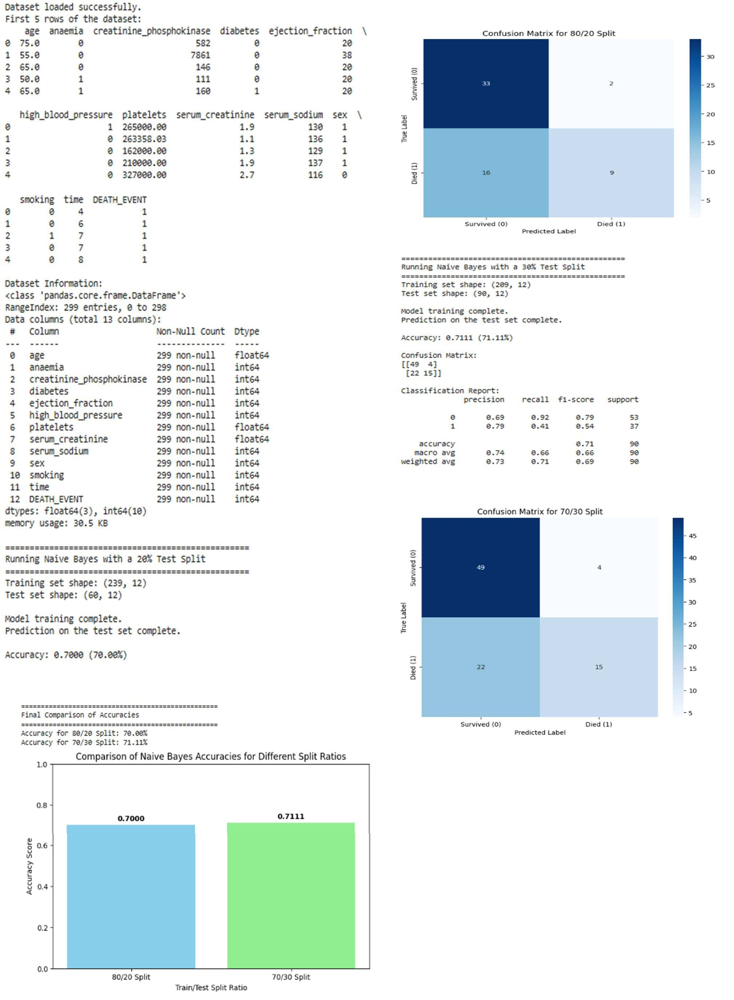 Dataset loaded successfully.
First 5 rows of the dataset:
    age  anaemia  creatinine_phosphokinase  diabetes  ejection_fraction  \
0  75.0        0                       582         0                 20
1  55.0        0                      7861         0                 38
2  65.0        0                       146         0                 20
3  50.0        1                       111         0                 20
4  65.0        1                       160         1                 20
   high_blood_pressure  platelets  serum_creatinine  serum_sodium  sex  \
0                    1  265000.00               1.9           130    1
1                    0  263358.03               1.1           136    1
2                    0  162000.00               1.3           129    1
3                    0  210000.00               1.9           137    1
4                    0  327000.00               2.7           116    0
   smoking  time  DEATH_EVENT
0        0     4            1
1        0     6            1
2        1     7            1
3        0     7            1
4        0     8            1
Dataset Information:
<class 'pandas.core.frame.DataFrame'>
RangeIndex: 299 entries, 0 to 298
Data columns (total 13 columns):
 #   Column                    Non-Null Count  Dtype
---  ------                    --------------  -----
 0   age                       299 non-null    float64
 1   anaemia                   299 non-null    int64
 2   creatinine_phosphokinase  299 non-null    int64
 3   diabetes                  299 non-null    int64
 4   ejection_fraction         299 non-null    int64
 5   high_blood_pressure       299 non-null    int64
 6   platelets                 299 non-null    float64
 7   serum_creatinine          299 non-null    float64
 8   serum_sodium              299 non-null    int64
 9   sex                       299 non-null    int64
 10  smoking                   299 non-null    int64
 11  time                      299 non-null    int64
 12  DEATH_EVENT               299 non-null    int64
dtypes: float64(3), int64(10)
memory usage: 30.5 KB
==================================================
Running Naive Bayes with a 20% Test Split
==================================================
Training set shape: (239, 12)
Test set shape: (60, 12)
Model training complete.
Prediction on the test set complete.
Accuracy: 0.7000 (70.00%)
Confusion Matrix for 80/20 Split
True Label
Survived (0)
33 2
Died (1)
16 9
Survived (0) Died (1)
Predicted Label
30
25
20
15
10
5
==================================================
Running Naive Bayes with a 30% Test Split
==================================================
Training set shape: (209, 12)
Test set shape: (90, 12)
Model training complete.
Prediction on the test set complete.
Accuracy: 0.7111 (71.11%)
Confusion Matrix:
[[49  4]
 [22 15]]
Classification Report:
              precision    recall  f1-score   support
           0       0.69      0.92      0.79        53
           1       0.79      0.41      0.54        37
    accuracy                           0.71        90
   macro avg       0.74      0.66      0.66        90
weighted avg       0.73      0.71      0.69        90
Confusion Matrix for 70/30 Split
True Label
Survived (0)
49 4
Died (1)
22 15
Survived (0) Died (1)
Predicted Label
45
40
35
30
25
20
15
10
5
==================================================
Final Comparison of Accuracies
==================================================
Accuracy for 80/20 Split: 70.00%
Accuracy for 70/30 Split: 71.11%
Comparison of Naive Bayes Accuracies for Different Split Ratios
Accuracy Score
1.0
0.8
0.6
0.4
0.2
0.0
0.7000 0.7111
80/20 Split 70/30 Split
Train/Test Split Ratio